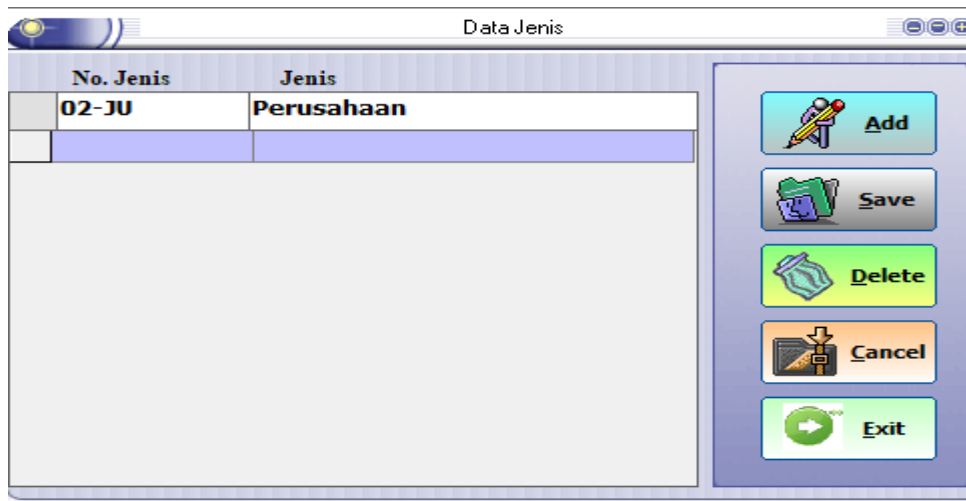 Data Jenis
No. Jenis Jenis
02-JU Perusahaan
Add
Save
Delete
Cancel
Exit